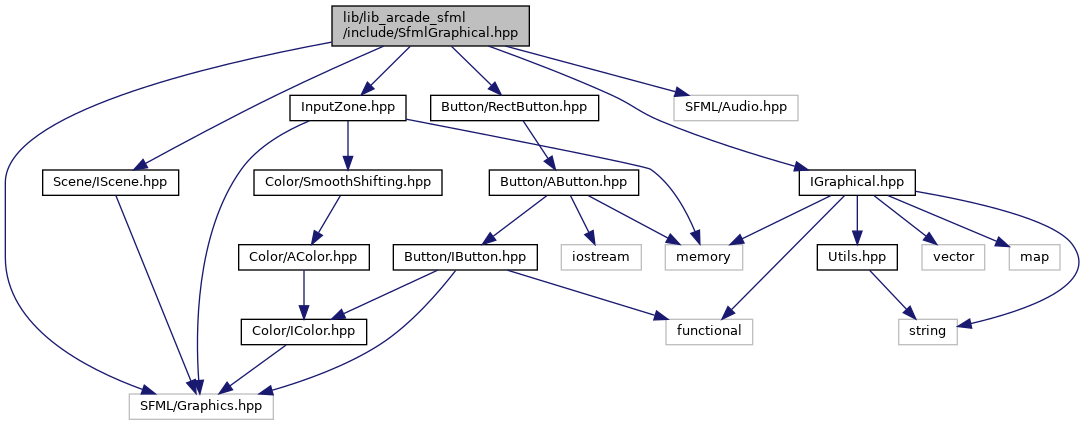 lib/lib_arcade_sfml
/include/SfmlGraphical.hpp
InputZone.hpp
Button/RectButton.hpp
SFML/Audio.hpp
Scene/IScene.hpp
Color/SmoothShifting.hpp
Button/AButton.hpp
IGraphical.hpp
Color/AColor.hpp
Button/IButton.hpp
iostream
memory
Utils.hpp
vector
map
Color/IColor.hpp
functional
string
SFML/Graphics.hpp